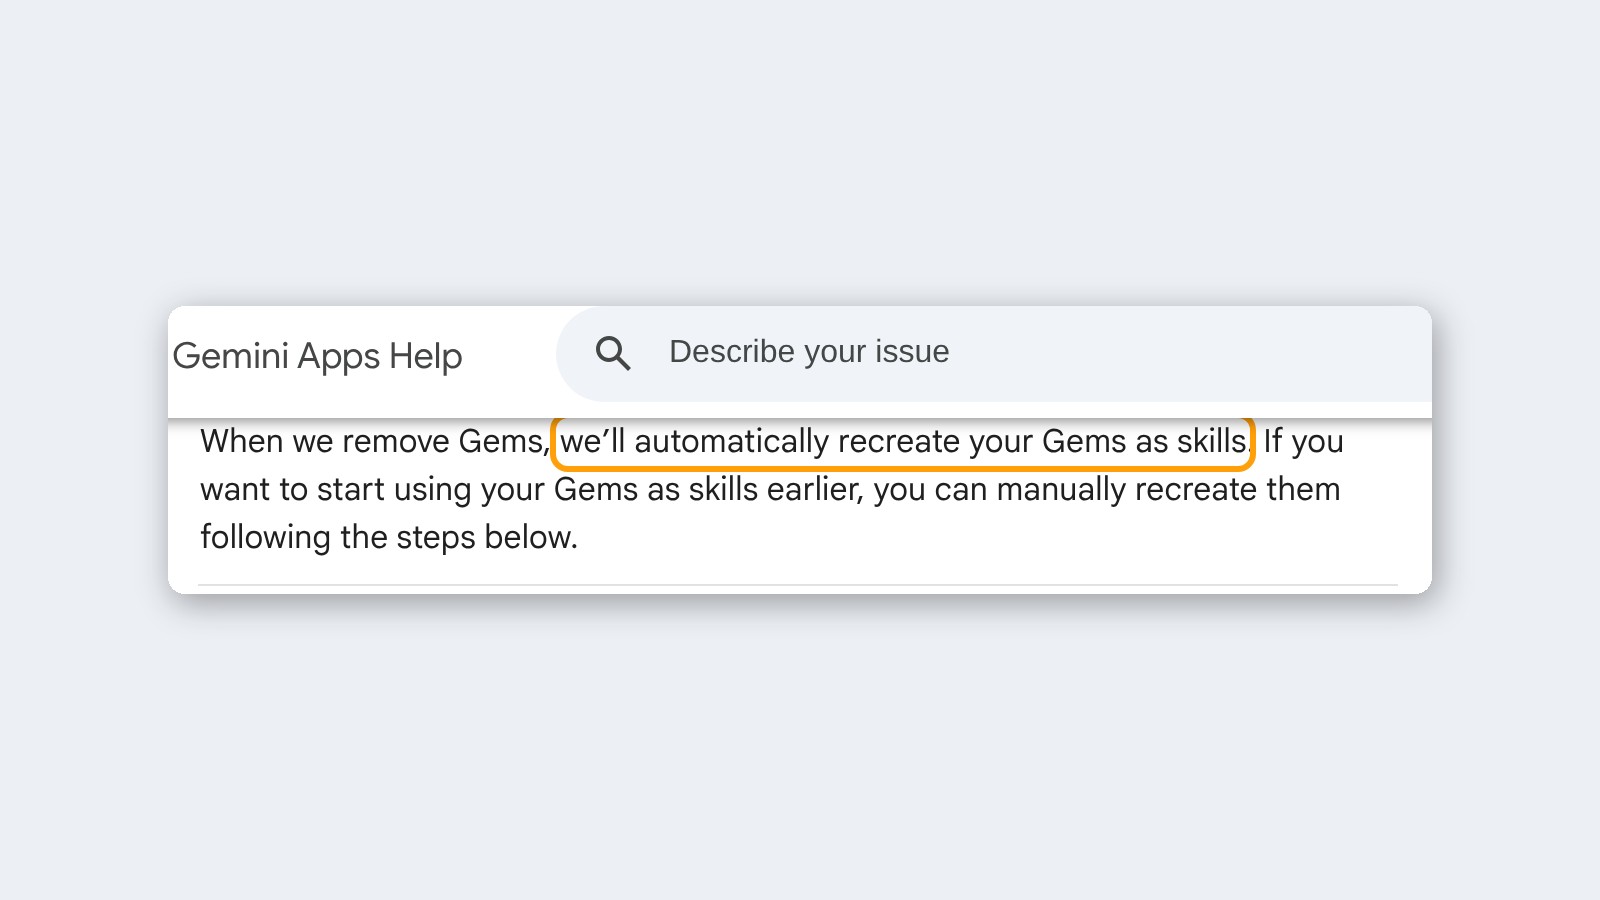 Gemini Apps Help
Describe your issue
When we remove Gems, we’ll automatically recreate your Gems as skills. If you
want to start using your Gems as skills earlier, you can manually recreate them
following the steps below.